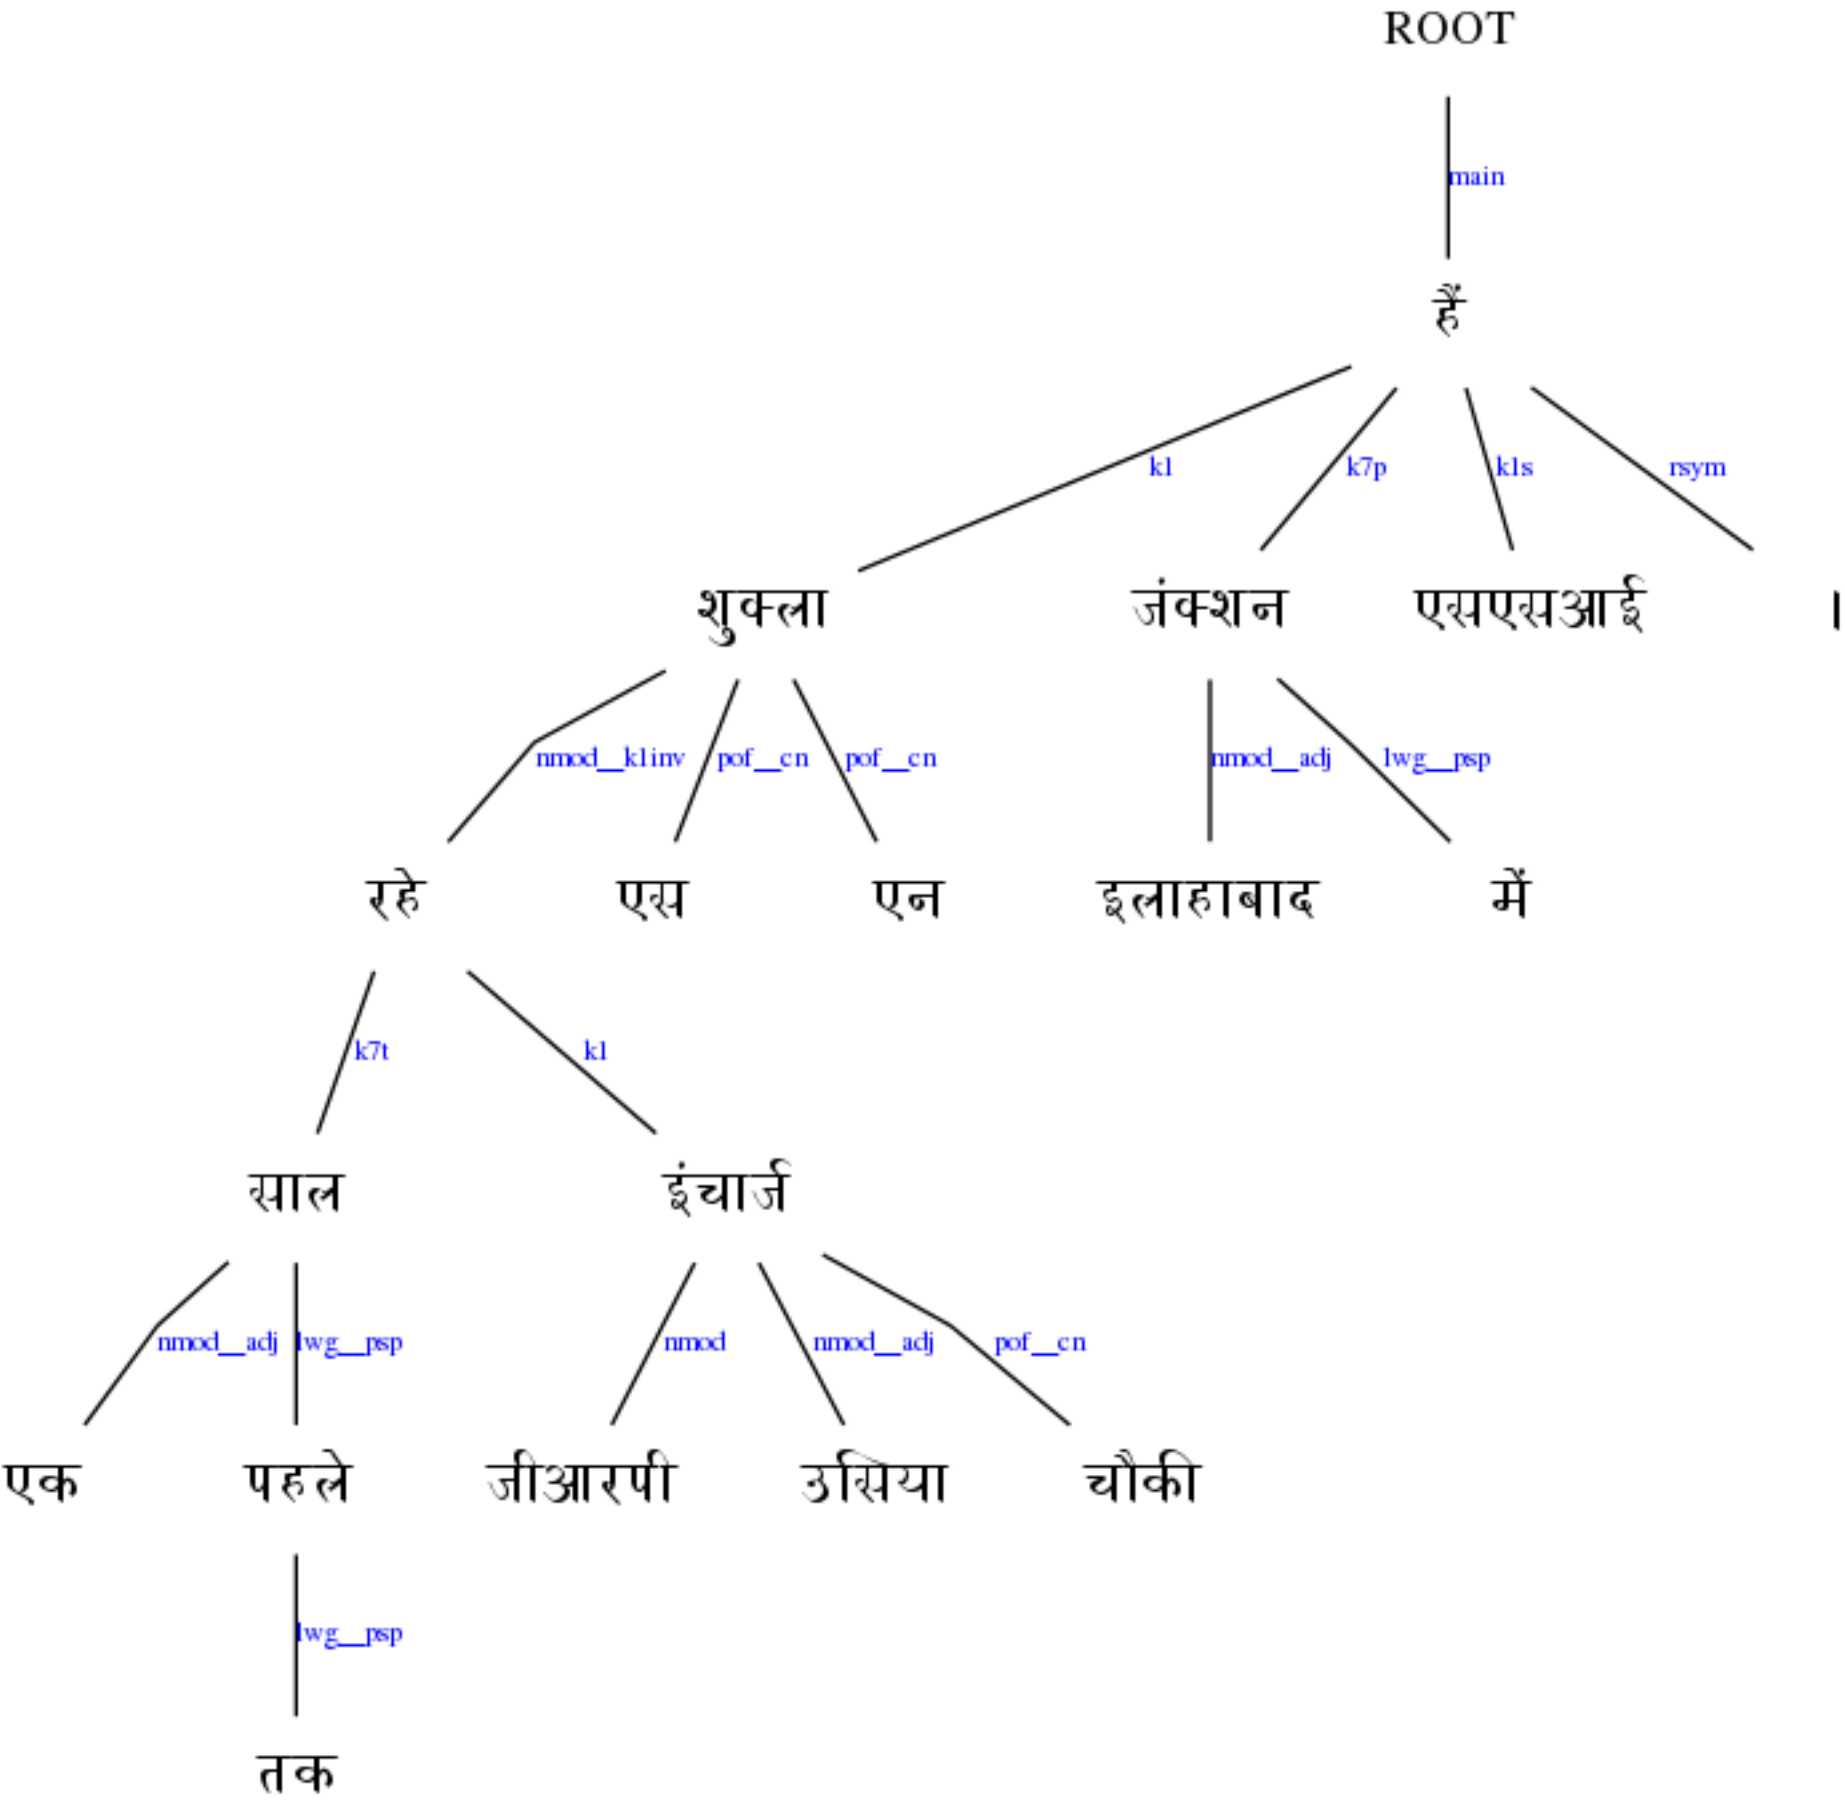 ROOT
main
हैं
k1 k7p k1s rsym
शुक्ला जंक्शन एसएसआई ।
nmod__k1inv pof__cn pof__cn nmod__adj lwg__psp
रहे एस एन इलाहाबाद में
k7t k1
साल इंचार्ज
nmod__adj lwg__psp nmod nmod__adj pof__cn
एक पहले जीआरपी उसिया चौकी
lwg__psp
तक